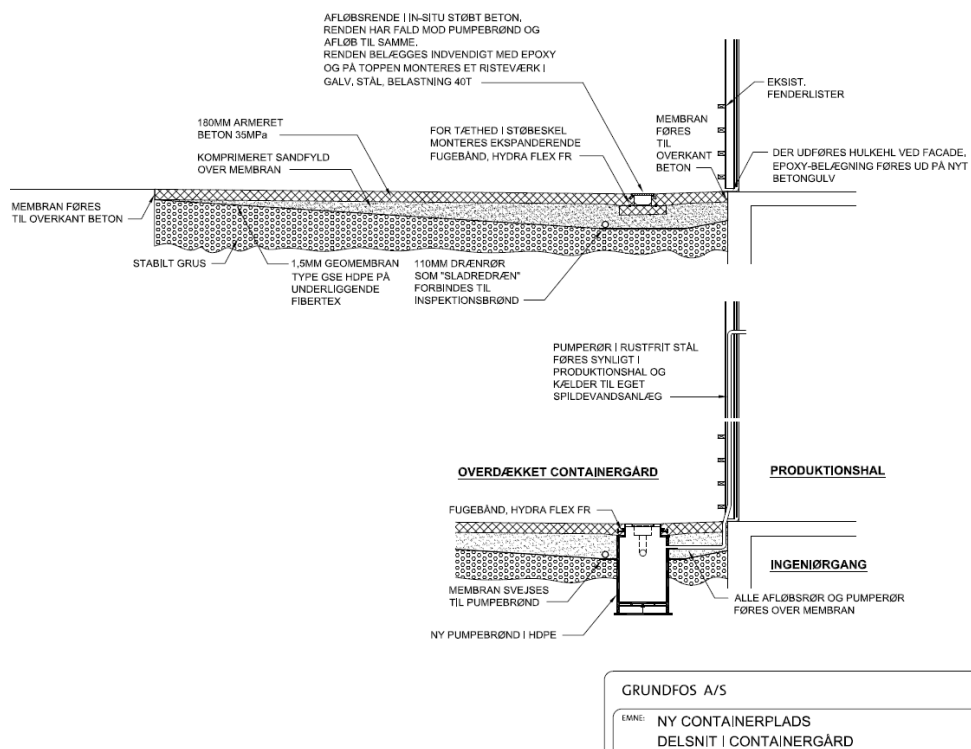 AFLØBSRENDE I IN-SITU STØBT BETON,
RENDEN HAR FALD MOD PUMPEBRØND OG
AFLØB TIL SAMME.
RENDEN BELÆGGES INDVENDIGT MED EPOXY
OG PÅ TOPPEN MONTERES ET RISTEVÆRK I
GALV, STÅL, BELASTNING 40T
EKSIST.
FENDERLISTER
180MM ARMERET
BETON 35MPa
FOR TÆTHED I STØBESKEL
MONTERES EKSPANDERENDE
FUGEBÅND, HYDRA FLEX FR
MEMBRAN
FØRES
TIL
OVERKANT
BETON
KOMPRIMERET SANDFYLD
OVER MEMBRAN
DER UDFØRES HULKEHL VED FACADE,
EPOXY-BELÆGNING FØRES UD PÅ NYT
BETONGULV
MEMBRAN FØRES
TIL OVERKANT BETON
STABILT GRUS
1,5MM GEOMEMBRAN
TYPE GSE HDPE PÅ
UNDERLIGGENDE
FIBERTEX
110MM DRÆNRØR
SOM "SLADREDRÆN"
FORBINDES TIL
INSPEKTIONSBRØND
PUMPERØR I RUSTFRIT STÅL
FØRES SYNLIGT I
PRODUKTIONSHAL OG
KÆLDER TIL EGET
SPILDEVANDSANLÆG
OVERDÆKKET CONTAINERGÅRD
PRODUKTIONSHAL
FUGEBÅND, HYDRA FLEX FR
INGENIØRGANG
MEMBRAN SVEJSES
TIL PUMPEBRØND
ALLE AFLØBSRØR OG PUMPERØR
FØRES OVER MEMBRAN
NY PUMPEBRØND I HDPE
GRUNDFOS A/S
EMNE: NY CONTAINERPLADS
DELSNIT I CONTAINERGÅRD